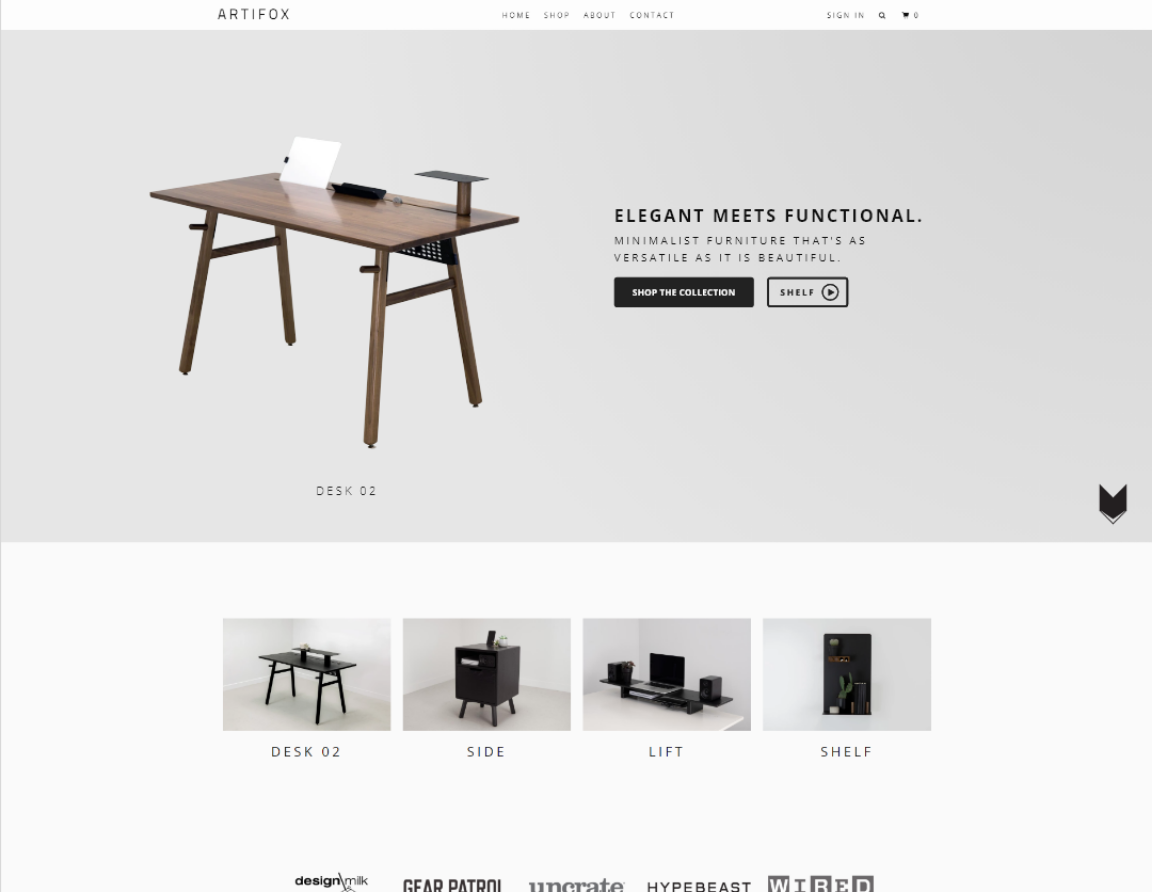 ARTIFOX
HOME SHOP ABOUT CONTACT
SIGN IN 0
ELEGANT MEETS FUNCTIONAL.
MINIMALIST FURNITURE THAT'S AS
VERSATILE AS IT IS BEAUTIFUL.
SHOP THE COLLECTION SHELF
DESK 02
DESK 02 SIDE LIFT SHELF
design milk GEAR PATROL uncrate HYPEBEAST WIRED